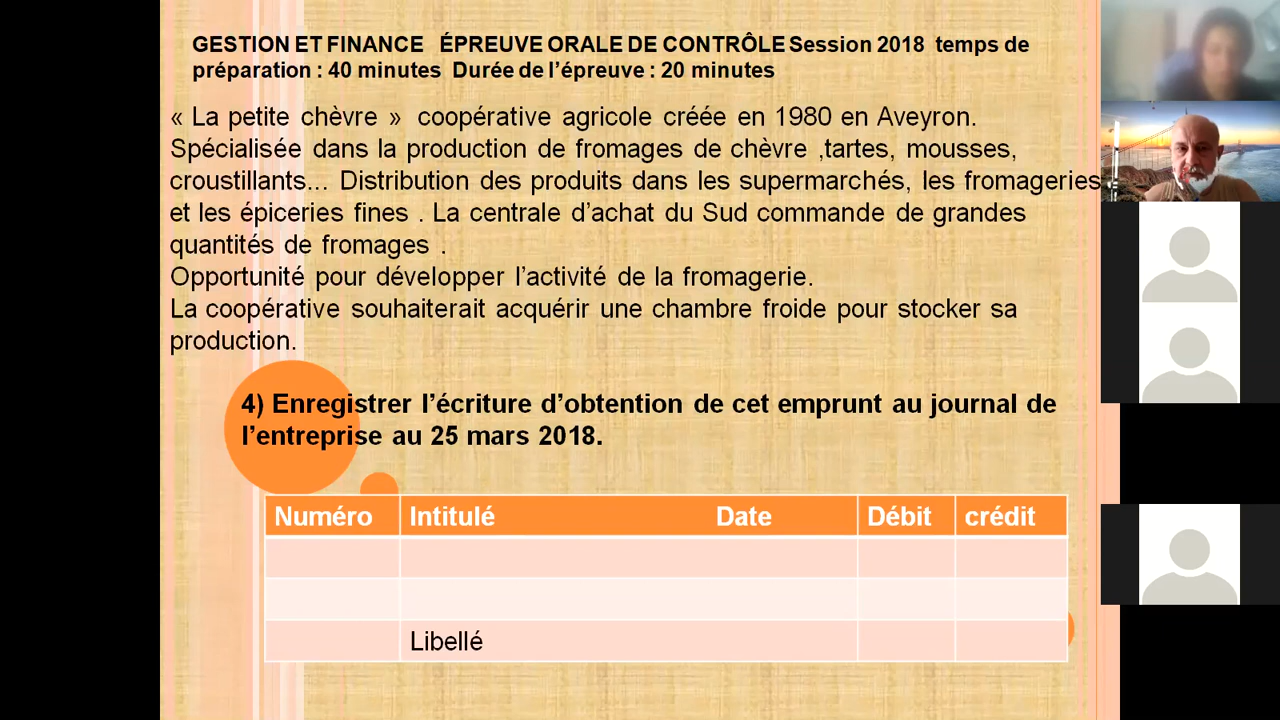 GESTION ET FINANCE ÉPREUVE ORALE DE CONTRÔLE Session 2018 temps de
préparation : 40 minutes Durée de l’épreuve : 20 minutes
« La petite chèvre » coopérative agricole créée en 1980 en Aveyron.
Spécialisée dans la production de fromages de chèvre ,tartes, mousses,
croustillants... Distribution des produits dans les supermarchés, les fromageries
et les épiceries fines . La centrale d’achat du Sud commande de grandes
quantités de fromages .
Opportunité pour développer l’activité de la fromagerie.
La coopérative souhaiterait acquérir une chambre froide pour stocker sa
production.
4) Enregistrer l’écriture d’obtention de cet emprunt au journal de
l’entreprise au 25 mars 2018.
Numéro Intitulé Date Débit crédit
Libellé